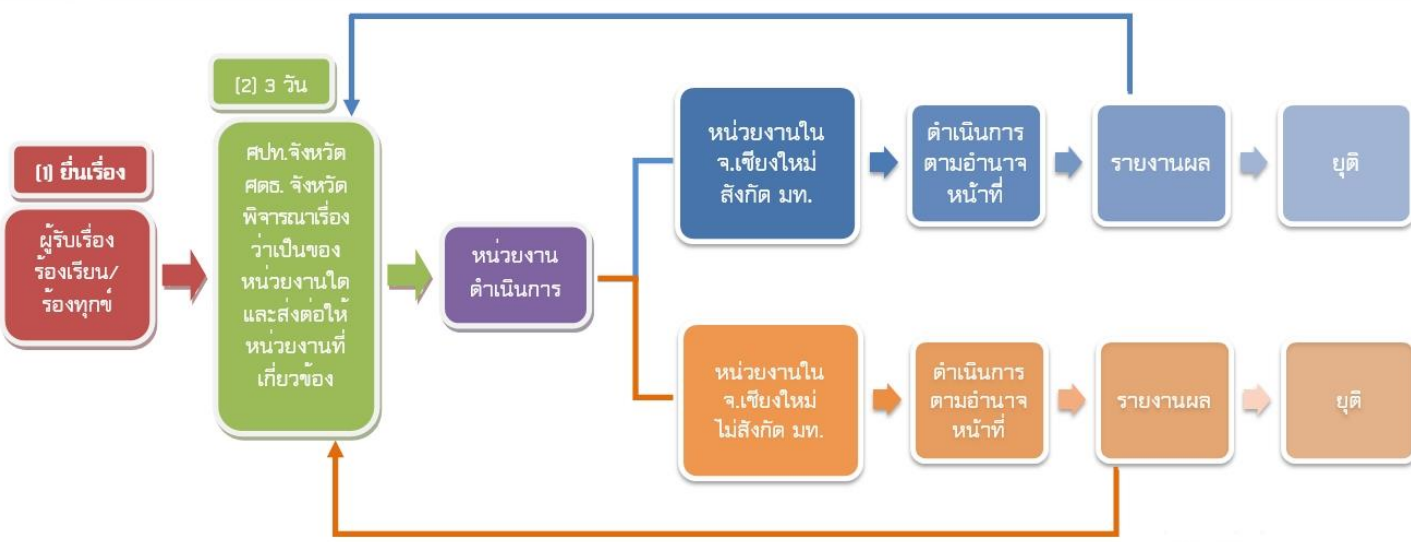 (1) ยื่นเรื่อง
ผู้รับเรื่อง
ร้องเรียน/
ร้องทุกข์
(2) 3 วัน
ศปท.จังหวัด
ศดธ. จังหวัด
พิจารณาเรื่อง
ว่าเป็นของ
หน่วยงานใด
และส่งต่อให้
หน่วยงานที่
เกี่ยวข้อง
หน่วยงาน
ดำเนินการ
หน่วยงานใน
จ.เชียงใหม่
สังกัด มท.
ดำเนินการ
ตามอำนาจ
หน้าที่
รายงานผล
ยุติ
หน่วยงานใน
จ.เชียงใหม่
ไม่สังกัด มท.
ดำเนินการ
ตามอำนาจ
หน้าที่
รายงานผล
ยุติ